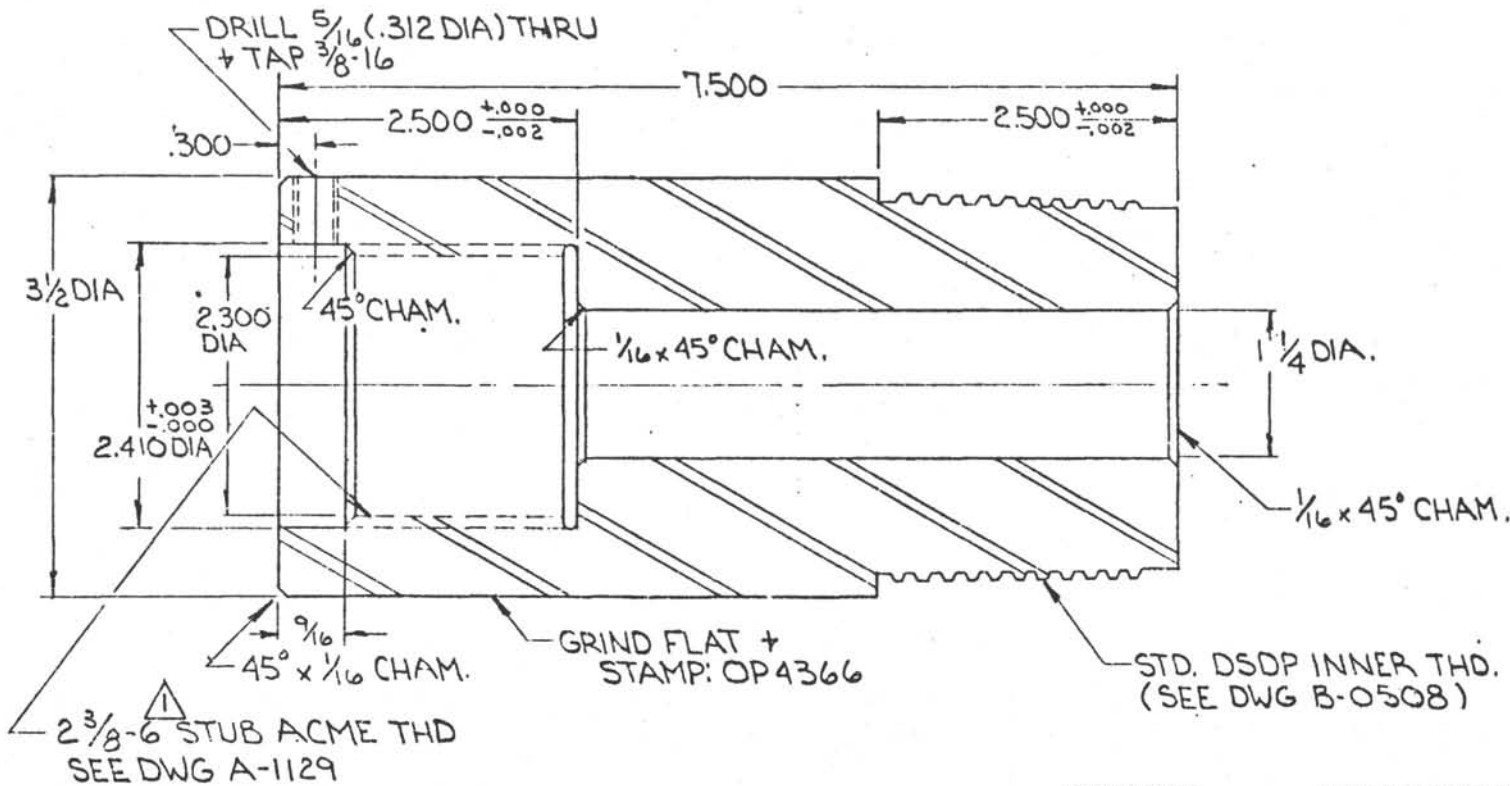 DRILL 5/16 (.312 DIA) THRU
+ TAP 3/8-16
7.500
2.500 +.000 -.002
2.500 +.000 -.002
.300
3 1/2 DIA
2.300
DIA
45° CHAM.
1/16 x 45° CHAM.
1 1/4 DIA.
+.003
-.000
2.410 DIA
1/16 x 45° CHAM.
9/16
45° x 1/16 CHAM.
GRIND FLAT +
STAMP: OP4366
STD. DSDP INNER THD.
(SEE DWG B-0508)
1
2 3/8-6 STUB ACME THD
SEE DWG A-1129